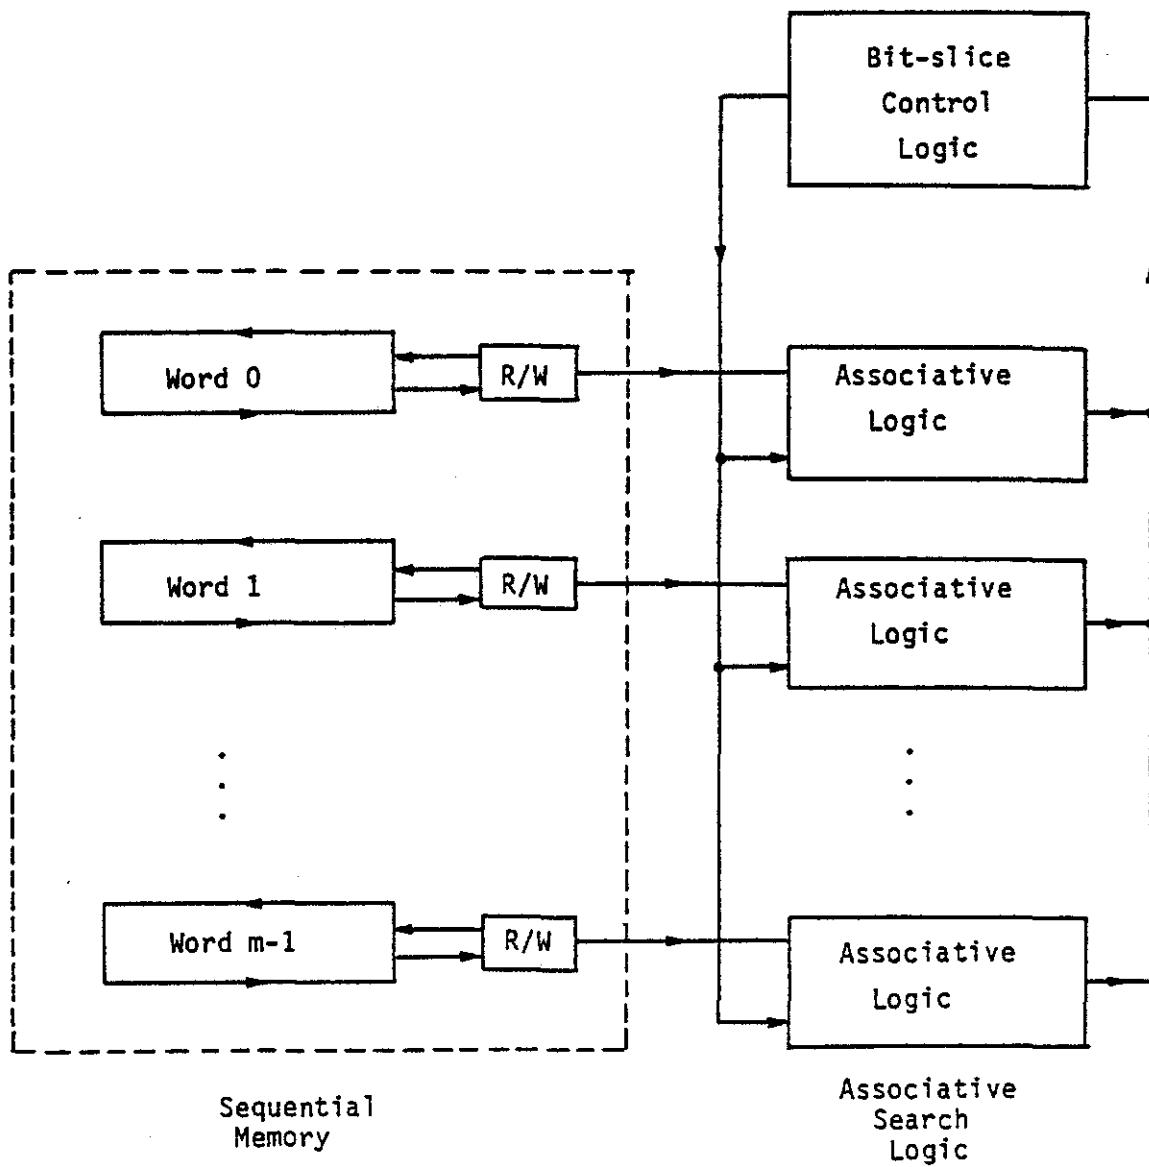 Bit-slice
Control
Logic
Word 0
R/W
Associative
Logic
Word 1
R/W
Associative
Logic
Word m-1
R/W
Associative
Logic
Sequential
Memory
Associative
Search
Logic